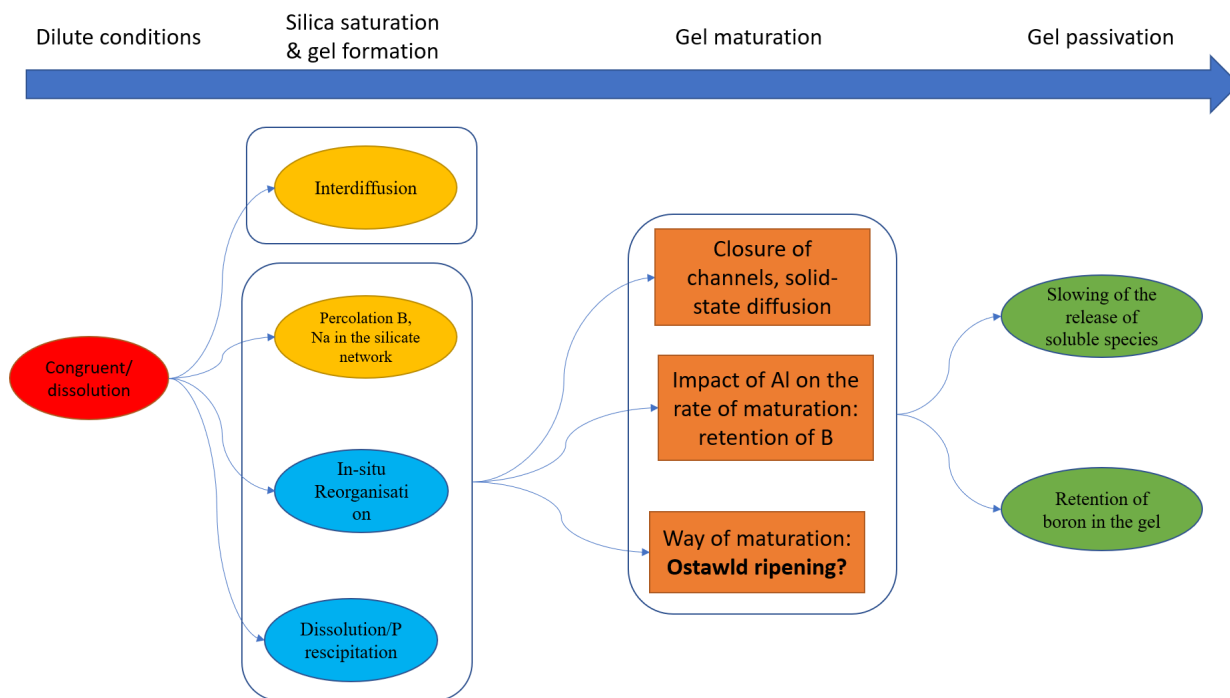 Dilute conditions
Silica saturation
& gel formation
Gel maturation
Gel passivation
Interdiffusion
Percolation B,
Na in the silicate
network
Congruent/
dissolution
In-situ
Reorganisati
on
Dissolution/P
rescipitation
Closure of
channels, solid-
state diffusion
Impact of Al on the
rate of maturation:
retention of B
Way of maturation:
Ostawld ripening?
Slowing of the
release of
soluble species
Retention of
boron in the gel